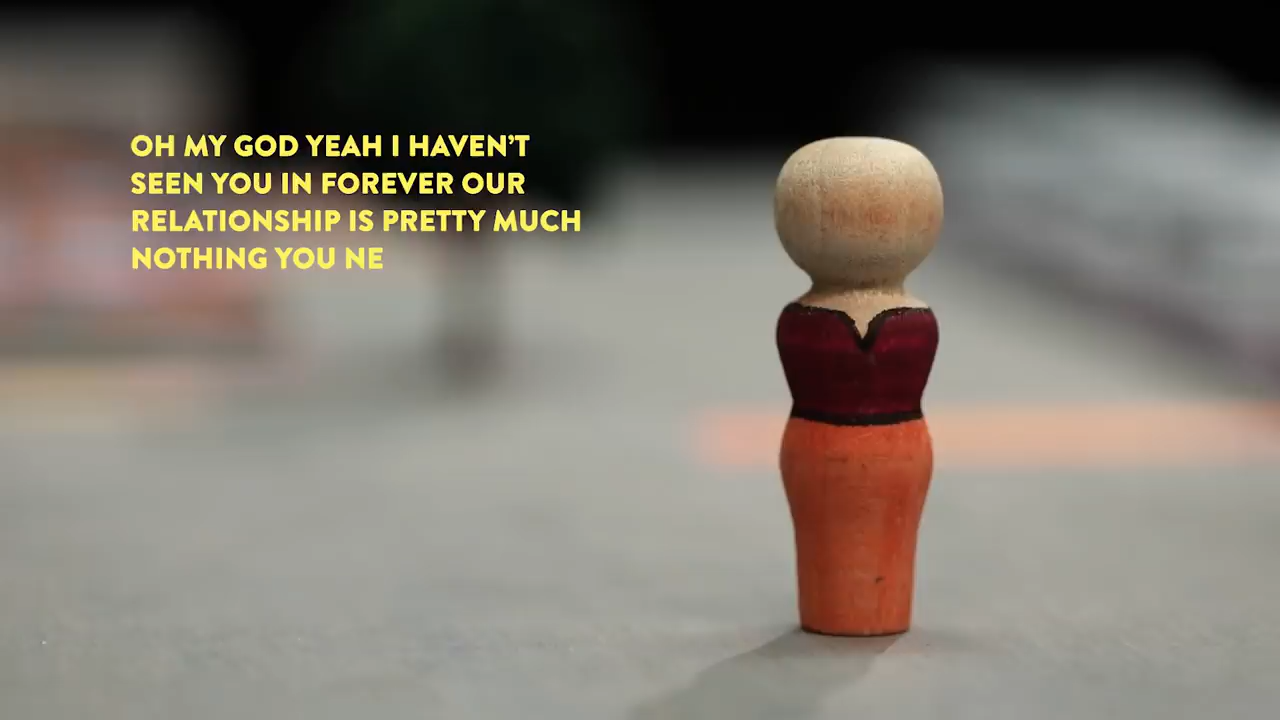 OH MY GOD YEAH I HAVEN'T
SEEN YOU IN FOREVER OUR
RELATIONSHIP IS PRETTY MUCH
NOTHING YOU NE